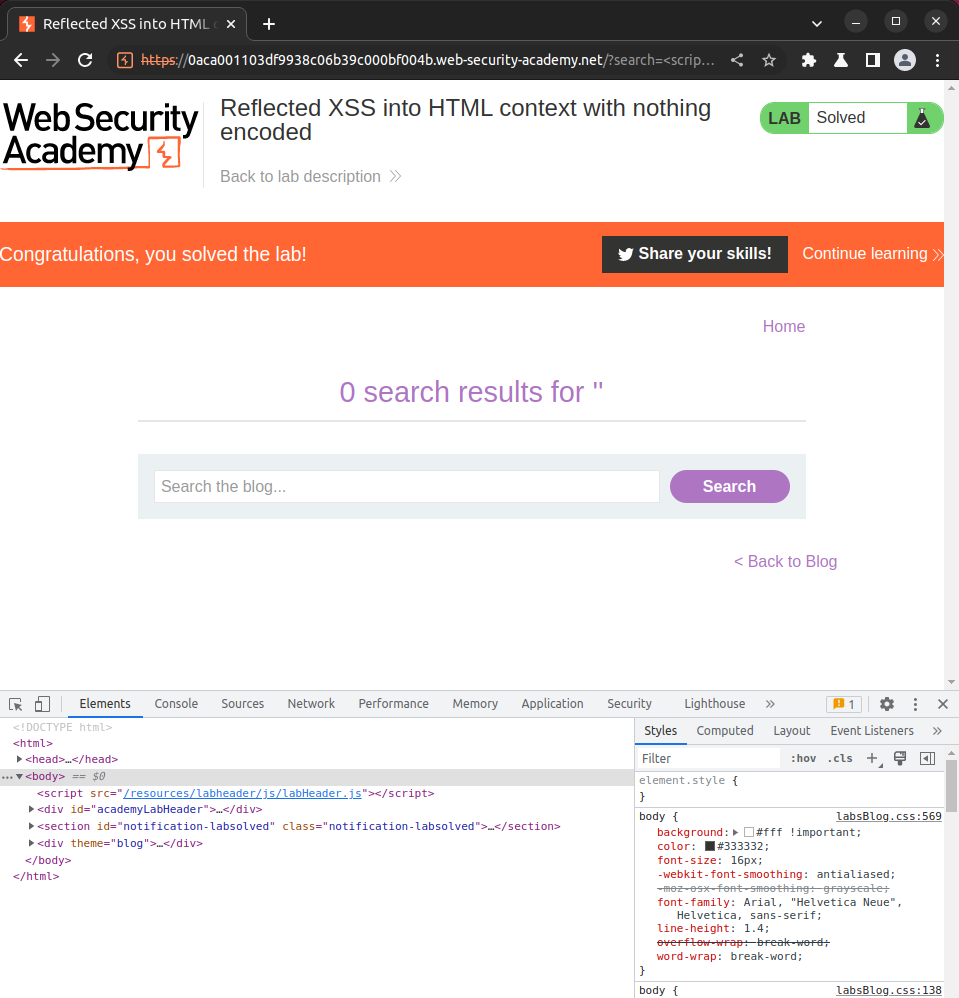 Reflected XSS into HTML c
https://0aca001103df9938c06b39c000bf004b.web-security-academy.net/?search=<scrip...
Web Security
Academy
Reflected XSS into HTML context with nothing
encoded
Back to lab description
LAB Solved
Congratulations, you solved the lab!
Share your skills!
Continue learning
Home
0 search results for ''
Search the blog...
Search
< Back to Blog
Elements Console Sources Network Performance Memory Application Security Lighthouse » 1
<!DOCTYPE html>
<html>
<head>…</head>
… <body> == $0
<script src="/resources/labheader/js/labHeader.js"></script>
<div id="academyLabHeader">…</div>
<section id="notification-labsolved" class="notification-labsolved">…</section>
<div theme="blog">…</div>
</body>
</html>
Styles Computed Layout Event Listeners »
Filter :hov .cls
element.style {
}
body { labsBlog.css:569
background: #fff !important;
color: #333332;
font-size: 16px;
-webkit-font-smoothing: antialiased;
-moz-osx-font-smoothing: grayscale;
font-family: Arial, "Helvetica Neue",
Helvetica, sans-serif;
line-height: 1.4;
overflow-wrap: break-word;
word-wrap: break-word;
}
body { labsBlog.css:138